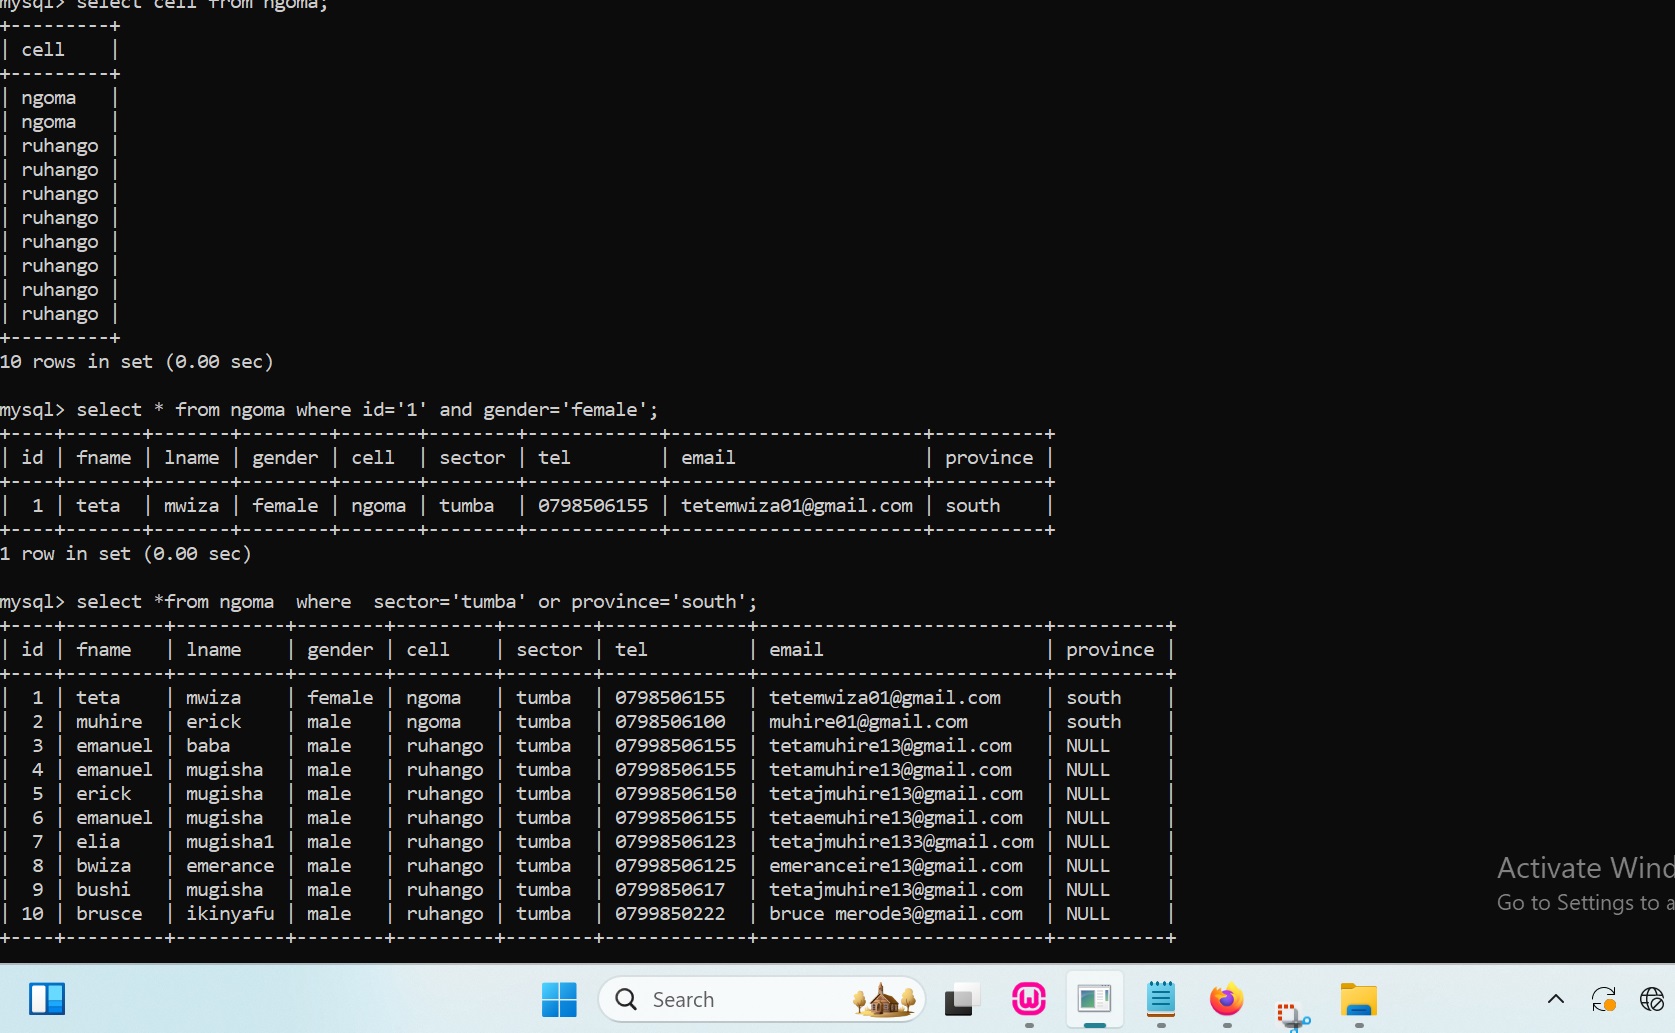 mysql> select cell from ngoma;
+---------+
| cell    |
+---------+
| ngoma   |
| ngoma   |
| ruhango |
| ruhango |
| ruhango |
| ruhango |
| ruhango |
| ruhango |
| ruhango |
| ruhango |
+---------+
10 rows in set (0.00 sec)
mysql> select * from ngoma where id='1' and gender='female';
+----+-------+-------+--------+-------+--------+------------+-----------------------+----------+
| id | fname | lname | gender | cell  | sector | tel        | email                 | province |
+----+-------+-------+--------+-------+--------+------------+-----------------------+----------+
|  1 | teta  | mwiza | female | ngoma | tumba  | 0798506155 | tetemwiza01@gmail.com | south    |
+----+-------+-------+--------+-------+--------+------------+-----------------------+----------+
1 row in set (0.00 sec)
mysql> select *from ngoma  where  sector='tumba' or province='south';
+----+---------+----------+--------+---------+--------+-------------+--------------------------+----------+
| id | fname   | lname    | gender | cell    | sector | tel         | email                    | province |
+----+---------+----------+--------+---------+--------+-------------+--------------------------+----------+
|  1 | teta    | mwiza    | female | ngoma   | tumba  | 0798506155  | tetemwiza01@gmail.com    | south    |
|  2 | muhire  | erick    | male   | ngoma   | tumba  | 0798506100  | muhire01@gmail.com       | south    |
|  3 | emanuel | baba     | male   | ruhango | tumba  | 07998506155 | tetamuhire13@gmail.com   | NULL     |
|  4 | emanuel | mugisha  | male   | ruhango | tumba  | 07998506155 | tetamuhire13@gmail.com   | NULL     |
|  5 | erick   | mugisha  | male   | ruhango | tumba  | 07998506150 | tetajmuhire13@gmail.com  | NULL     |
|  6 | emanuel | mugisha  | male   | ruhango | tumba  | 07998506155 | tetaemuhire13@gmail.com  | NULL     |
|  7 | elia    | mugisha1 | male   | ruhango | tumba  | 07998506123 | tetajmuhire133@gmail.com | NULL     |
|  8 | bwiza   | emerance | male   | ruhango | tumba  | 07998506125 | emeranceire13@gmail.com  | NULL     |
|  9 | bushi   | mugisha  | male   | ruhango | tumba  | 0799850617  | tetajmuhire13@gmail.com  | NULL     |
| 10 | brusce  | ikinyafu | male   | ruhango | tumba  | 0799850222  | bruce merode3@gmail.com  | NULL     |
+----+---------+----------+--------+---------+--------+-------------+--------------------------+----------+
Activate Wind
Go to Settings to a
Search